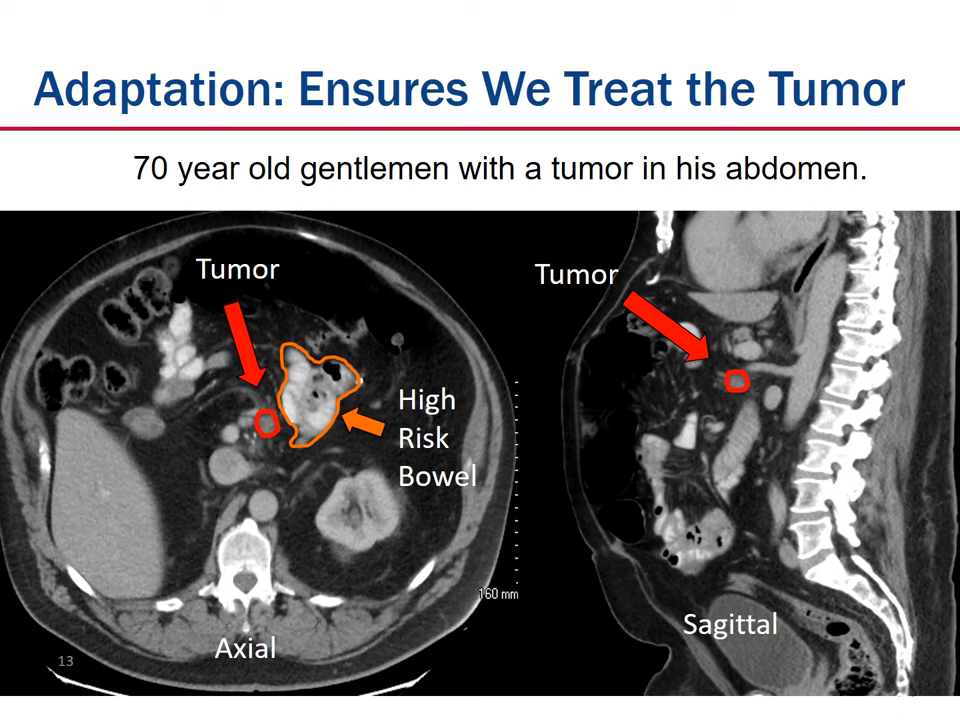 Adaptation: Ensures We Treat the Tumor
70 year old gentlemen with a tumor in his abdomen.
Tumor
High
Risk
Bowel
160 mm
Axial
13
Tumor
Sagittal